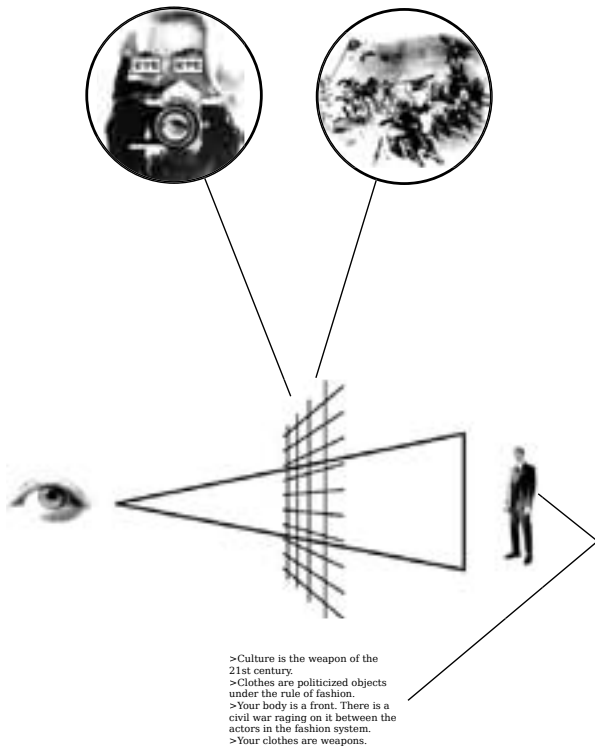 EYE EYE
>Culture is the weapon of the
21st century.
>Clothes are politicized objects
under the rule of fashion.
>Your body is a front. There is a
civil war raging on it between the
actors in the fashion system.
>Your clothes are weapons.